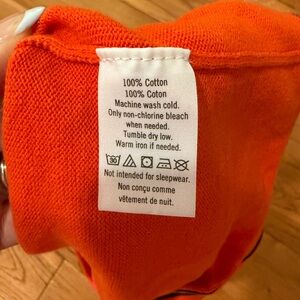 100% Cotton
100% Coton
Machine wash cold.
Only non-chlorine bleach
when needed.
Tumble dry low.
Warm iron if needed.
Not intended for sleepwear.
Non conçu comme
vêtement de nuit.